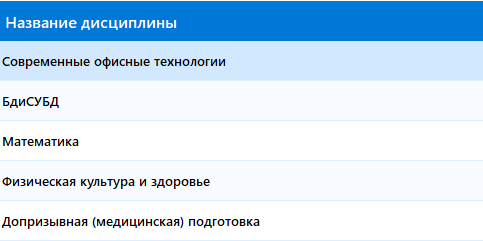 Название дисциплины
Современные офисные технологии
БдиСУБД
Математика
Физическая культура и здоровье
Допризывная (медицинская) подготовка